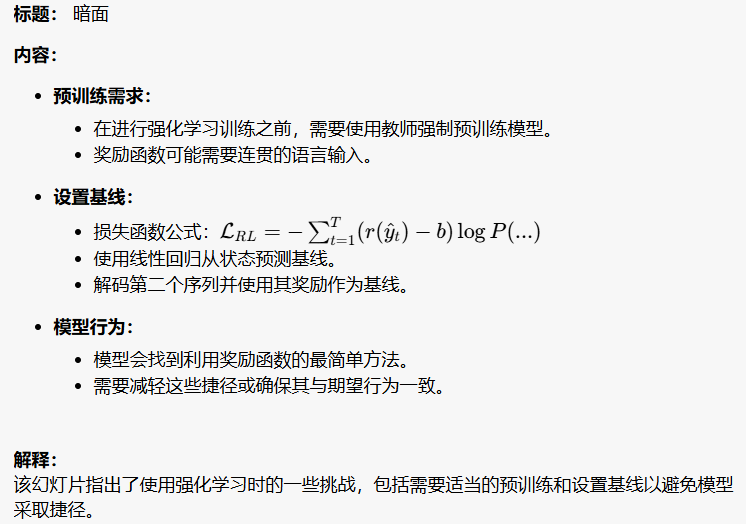 标题： 暗面
内容：
• 预训练需求：
• 在进行强化学习训练之前，需要使用教师强制预训练模型。
• 奖励函数可能需要连贯的语言输入。
• 设置基线：
• 损失函数公式：$\mathcal{L}_{RL} = -\sum_{t=1}^{T}(r(\hat{y}_t) - b)\log P(...)$
• 使用线性回归从状态预测基线。
• 解码第二个序列并使用其奖励作为基线。
• 模型行为：
• 模型会找到利用奖励函数的最简单方法。
• 需要减轻这些捷径或确保其与期望行为一致。
解释：
该幻灯片指出了使用强化学习时的一些挑战，包括需要适当的预训练和设置基线以避免模型
采取捷径。